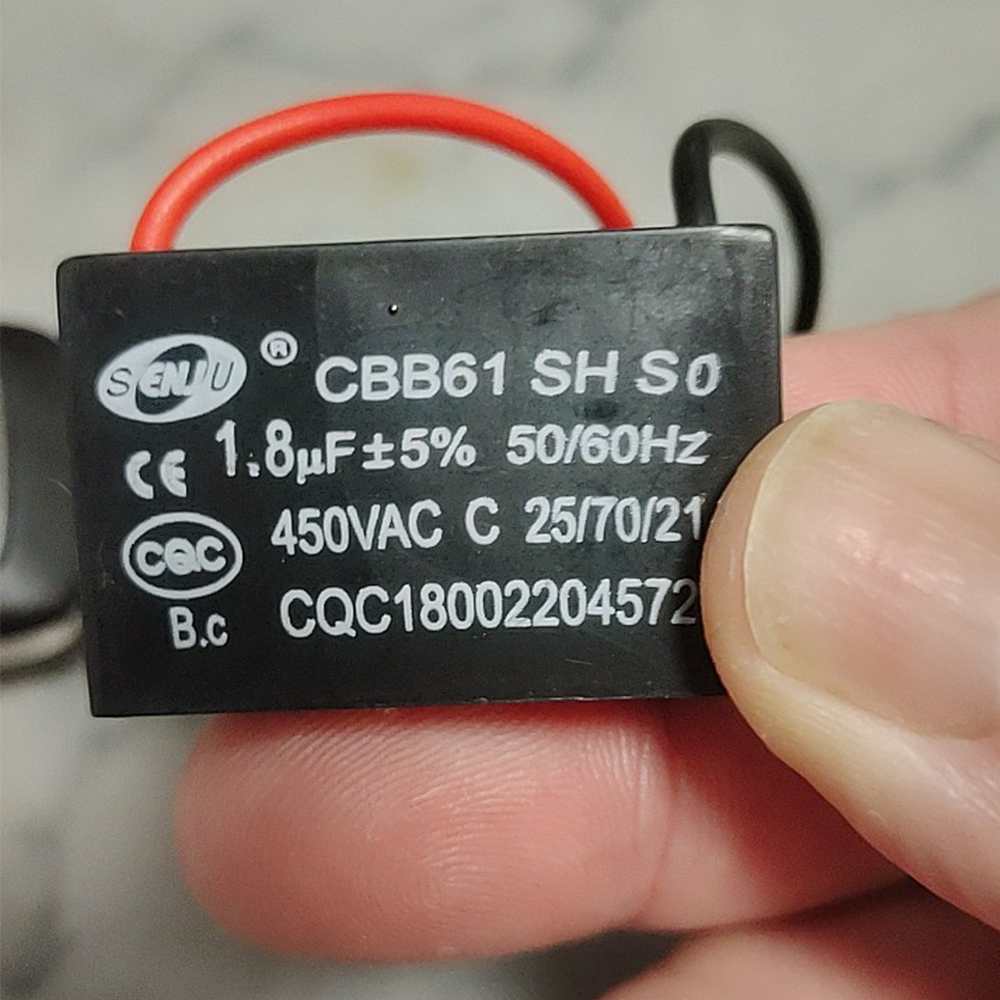 SENJU ® CBB61 SH S0
CE 1.8μF±5% 50/60Hz
450VAC C 25/70/21
CQC CQC18002204572
B.c